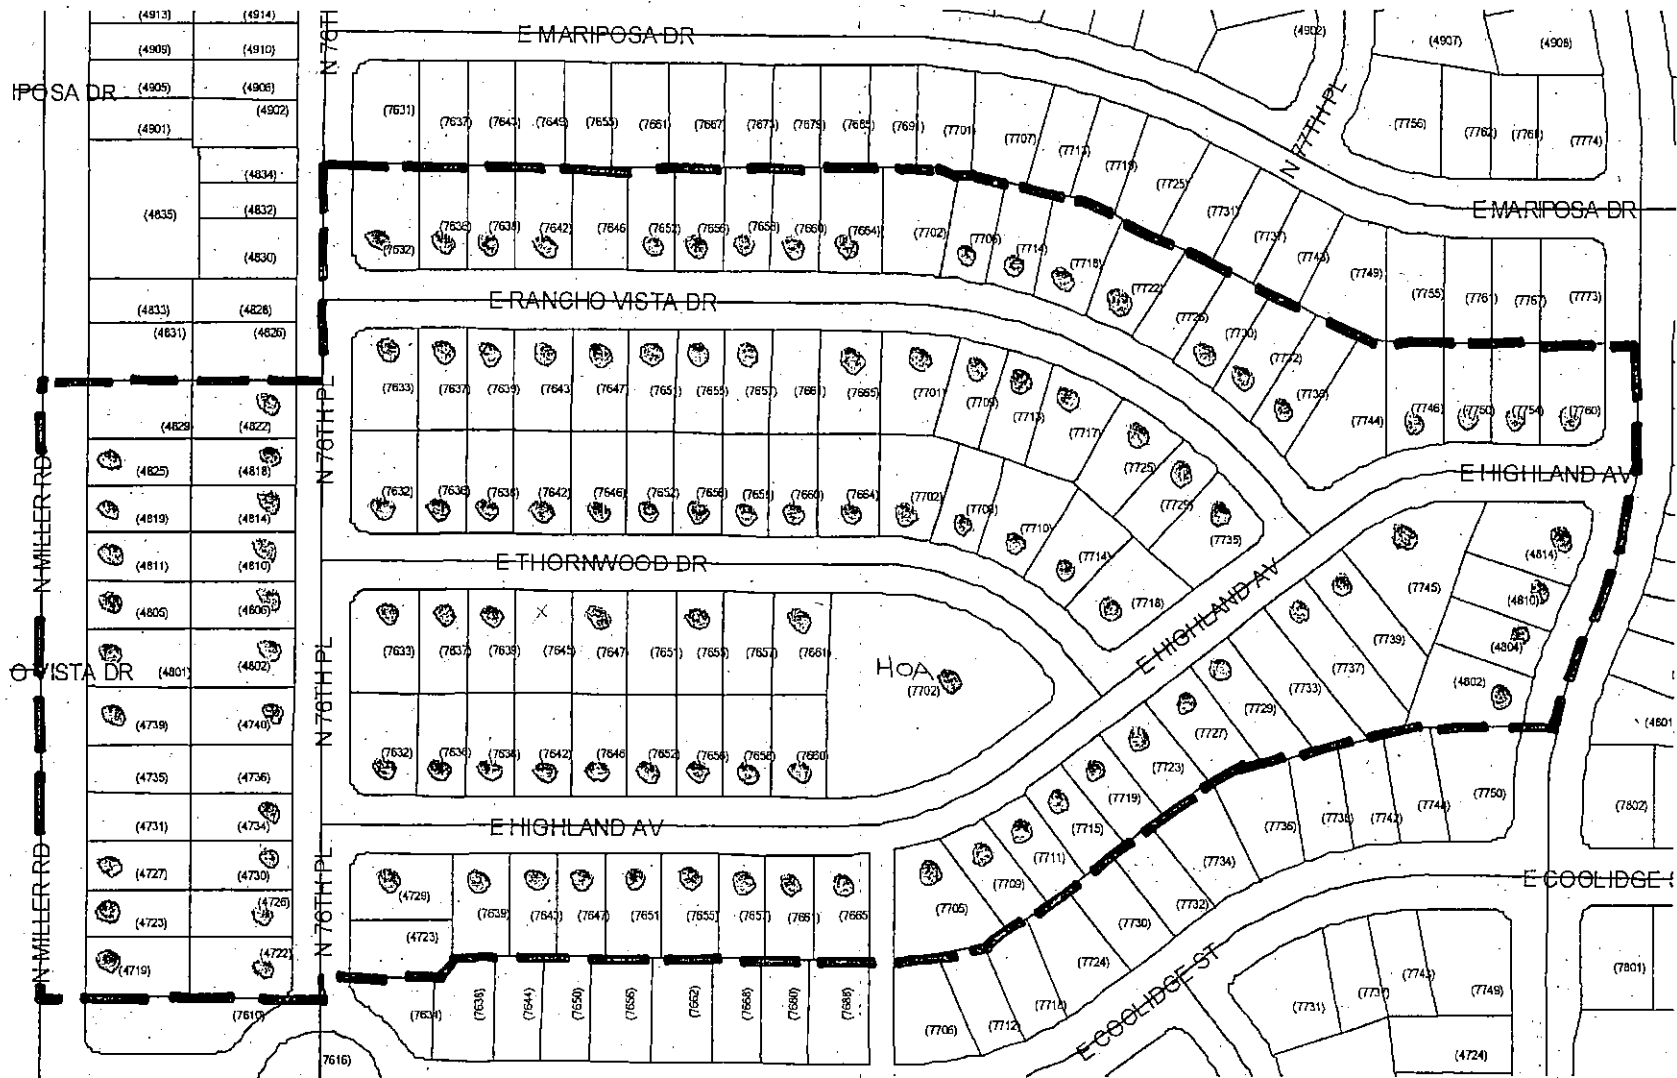 (4913) (4914)
(4909) (4910)
(4905) (4906)
(4901) (4902)
IPOSA DR
N 76TH
E MARIPOSA DR
(4902) (4907) (4908)
(7756) (7762) (7774)
N 77TH PL
E MARIPOSA DR
(7631) (7637) (7649) (7655) (7661) (7667) (7679) (7685) (7701) (7707) (7713) (7719) (7725) (7731) (7737) (7743) (7749) (7755) (7761) (7767) (7773)
(4835) (4834)
(4832)
(4830)
(4833) (4828)
(4831) (4826)
(7632) (7636) (7638) (7642) (7646) (7652) (7656) (7658) (7660) (7664) (7702) (7706) (7714) (7718) (7722) (7726) (7730) (7732) (7738) (7744) (7746) (7750) (7754) (7760)
E RANCHO VISTA DR
N 76TH PL
(7633) (7637) (7639) (7643) (7647) (7651) (7655) (7657) (7661) (7665) (7701) (7709) (7713) (7717) (7725) (7729) (7735)
(7632) (7636) (7638) (7642) (7646) (7652) (7656) (7660) (7664) (7702) (7708) (7710) (7714) (7718)
E HIGHLAND AV
N MILLER RD
(4829) (4822)
(4825) (4818)
(4819) (4814)
(4811) (4810)
(4805) (4806)
(4801) (4802)
O VISTA DR
(4739) (4740)
(4735) (4736)
(4731) (4734)
(4727) (4730)
(4723) (4726)
(4719) (4722)
(7610)
(7616)
N MILLER RD
E THORNWOOD DR
N 76TH PL
(7633) (7637) (7639) (7645) (7647) (7651) (7655) (7657) (7661)
HOA
(7702)
(7632) (7636) (7638) (7642) (7646) (7652) (7656) (7658) (7660)
E HIGHLAND AV
E HIGHLAND AV
(7745) (4814)
(4810)
(4804)
(4802)
(4801)
(7739) (7737) (7733) (7729) (7727) (7723) (7719) (7715) (7711) (7709) (7705)
N 76TH PL
(4729)
(4723)
(7639) (7643) (7647) (7651) (7655) (7657) (7661) (7665)
(7634) (7638) (7644) (7650) (7656) (7662) (7668) (7680) (7688)
(7706) (7712) (7718) (7724) (7730) (7732) (7734) (7736) (7738) (7742) (7744) (7750)
(7802)
E COOLIDGE ST
E COOLIDGE
(7731) (7737) (7743) (7749)
(7801)
(4724)